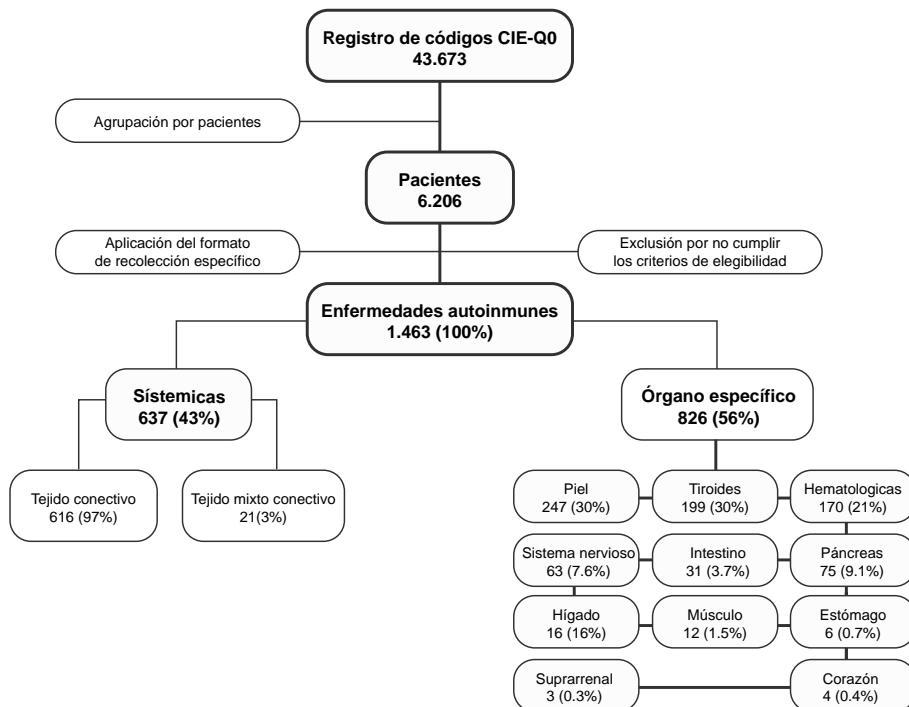 Registro de códigos CIE-Q0
43.673
Agrupación por pacientes
Pacientes
6.206
Aplicación del formato
de recolección específico
Exclusión por no cumplir
los criterios de elegibilidad
Enfermedades autoinmunes
1.463 (100%)
Sístemicas
637 (43%)
Órgano específico
826 (56%)
Tejido conectivo
616 (97%)
Tejido mixto conectivo
21(3%)
Piel
247 (30%)
Tiroides
199 (30%)
Hematologicas
170 (21%)
Sistema nervioso
63 (7.6%)
Intestino
31 (3.7%)
Páncreas
75 (9.1%)
Hígado
16 (16%)
Músculo
12 (1.5%)
Estómago
6 (0.7%)
Suprarrenal
3 (0.3%)
Corazón
4 (0.4%)